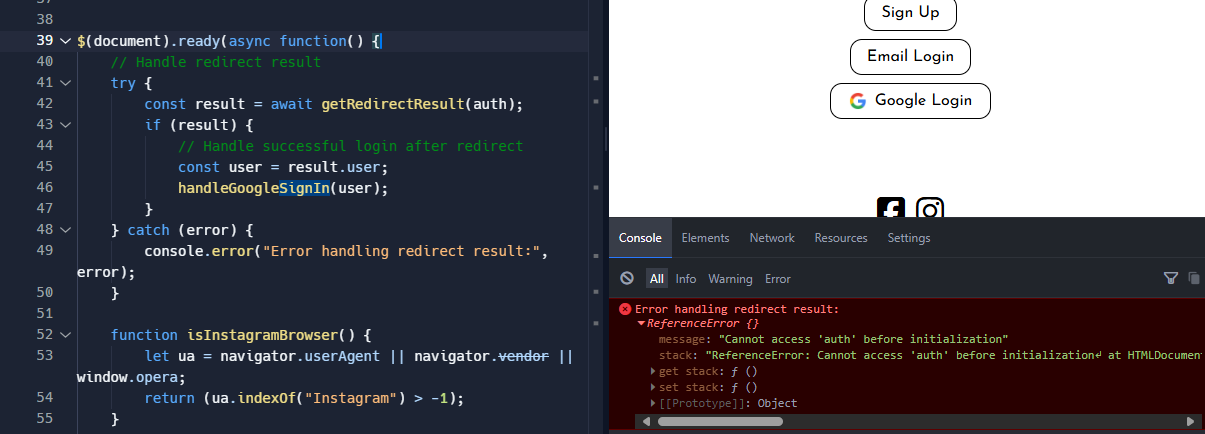 37
38
39 $(document).ready(async function() {
40 // Handle redirect result
41 try {
42 const result = await getRedirectResult(auth);
43 if (result) {
44 // Handle successful login after redirect
45 const user = result.user;
46 handleGoogleSignIn(user);
47 }
48 } catch (error) {
49 console.error("Error handling redirect result:",
error);
50 }
51
52 function isInstagramBrowser() {
53 let ua = navigator.userAgent || navigator.vendor ||
window.opera;
54 return (ua.indexOf("Instagram") > -1);
55 }
Sign Up
Email Login
Google Login
Console Elements Network Resources Settings
All Info Warning Error
Error handling redirect result:
ReferenceError {}
message: "Cannot access 'auth' before initialization"
stack: "ReferenceError: Cannot access 'auth' before initialization↵ at HTMLDocument
get stack: ƒ ()
set stack: ƒ ()
[[Prototype]]: Object